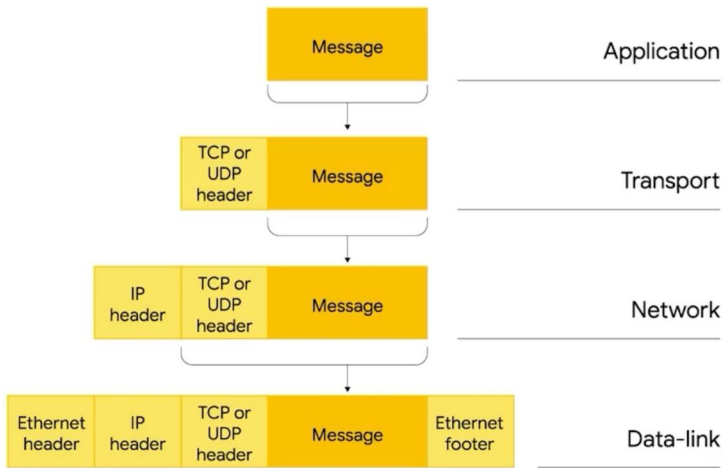 Message
Application
TCP or
UDP
header
Message
Transport
IP
header
TCP or
UDP
header
Message
Network
Ethernet
header
IP
header
TCP or
UDP
header
Message
Ethernet
footer
Data-link